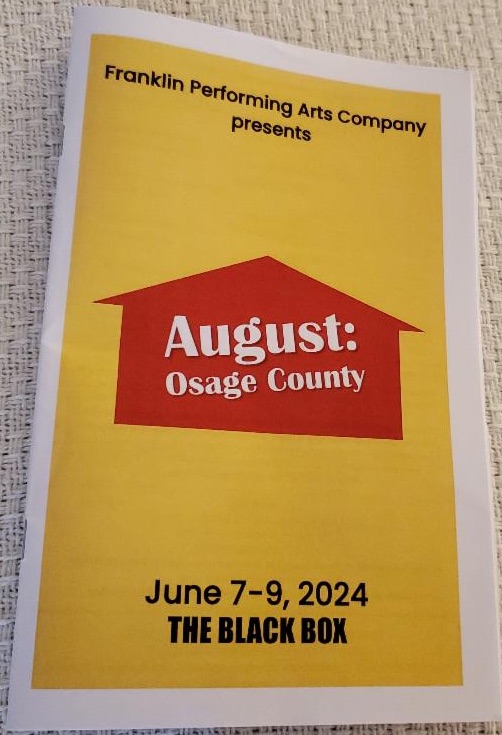 Franklin Performing Arts Company
presents
August:
Osage County
June 7-9, 2024
THE BLACK BOX